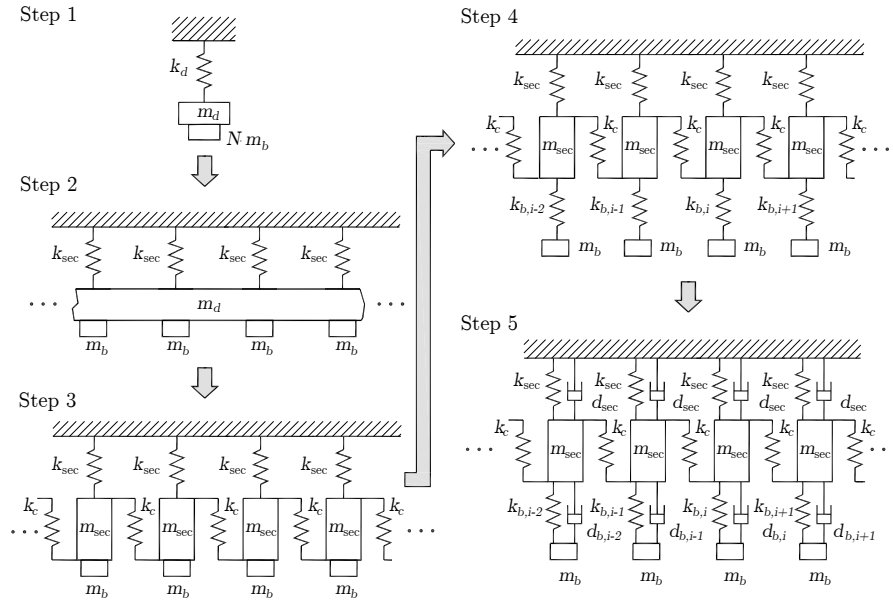 Step 1
k_d
m_d
N·m_b
Step 2
k_sec k_sec k_sec k_sec
··· m_d ···
m_b m_b m_b m_b
Step 3
k_sec k_sec k_sec k_sec
k_c k_c k_c k_c k_c
··· m_sec m_sec m_sec m_sec ···
m_b m_b m_b m_b
Step 4
k_sec k_sec k_sec k_sec
k_c k_c k_c k_c k_c
··· m_sec m_sec m_sec m_sec ···
k_b,i-2 k_b,i-1 k_b,i k_b,i+1
m_b m_b m_b m_b
Step 5
k_sec k_sec k_sec k_sec
d_sec d_sec d_sec d_sec
k_c k_c k_c k_c k_c
··· m_sec m_sec m_sec m_sec ···
k_b,i-2 k_b,i-1 k_b,i k_b,i+1
d_b,i-2 d_b,i-1 d_b,i d_b,i+1
m_b m_b m_b m_b